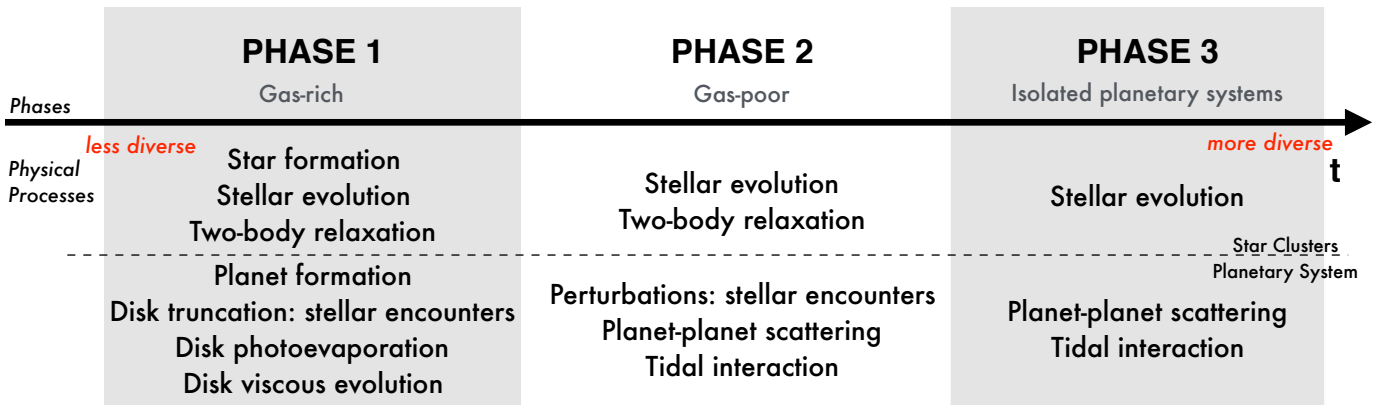 PHASE 1
PHASE 2
PHASE 3
Gas-rich
Gas-poor
Isolated planetary systems
Phases
less diverse
more diverse
t
Physical
Processes
Star formation
Stellar evolution
Two-body relaxation
Stellar evolution
Two-body relaxation
Stellar evolution
Star Clusters
Planetary System
Planet formation
Disk truncation: stellar encounters
Disk photoevaporation
Disk viscous evolution
Perturbations: stellar encounters
Planet-planet scattering
Tidal interaction
Planet-planet scattering
Tidal interaction